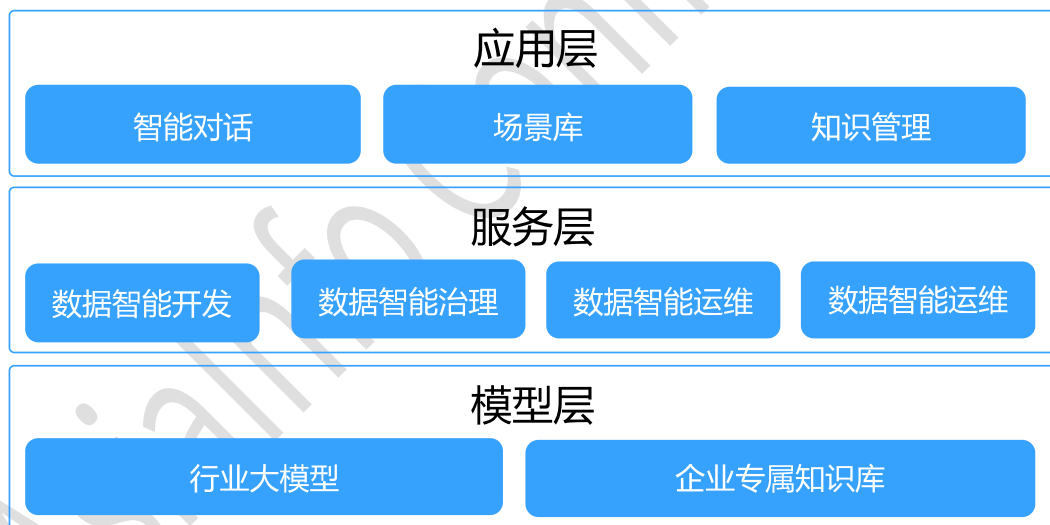 应用层
智能对话 场景库 知识管理
服务层
数据智能开发 数据智能治理 数据智能运维 数据智能运维
模型层
行业大模型 企业专属知识库